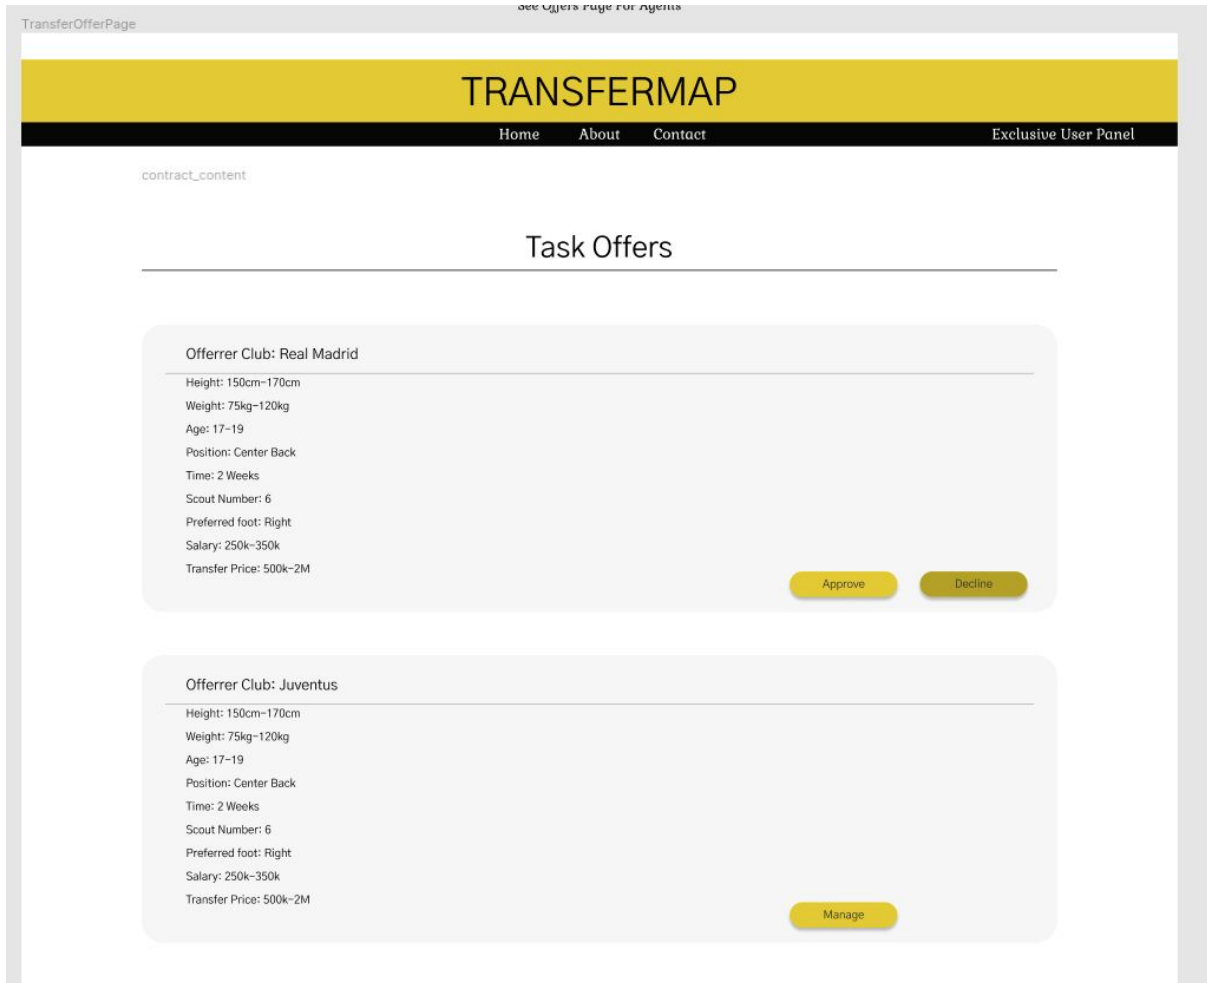 See Offers Page For Agents
TransferOfferPage
TRANSFERMAP
Home About Contact Exclusive User Panel
contract_content
Task Offers
Offerrer Club: Real Madrid
Height: 150cm-170cm
Weight: 75kg-120kg
Age: 17-19
Position: Center Back
Time: 2 Weeks
Scout Number: 6
Preferred foot: Right
Salary: 250k-350k
Transfer Price: 500k-2M
Approve Decline
Offerrer Club: Juventus
Height: 150cm-170cm
Weight: 75kg-120kg
Age: 17-19
Position: Center Back
Time: 2 Weeks
Scout Number: 6
Preferred foot: Right
Salary: 250k-350k
Transfer Price: 500k-2M
Manage